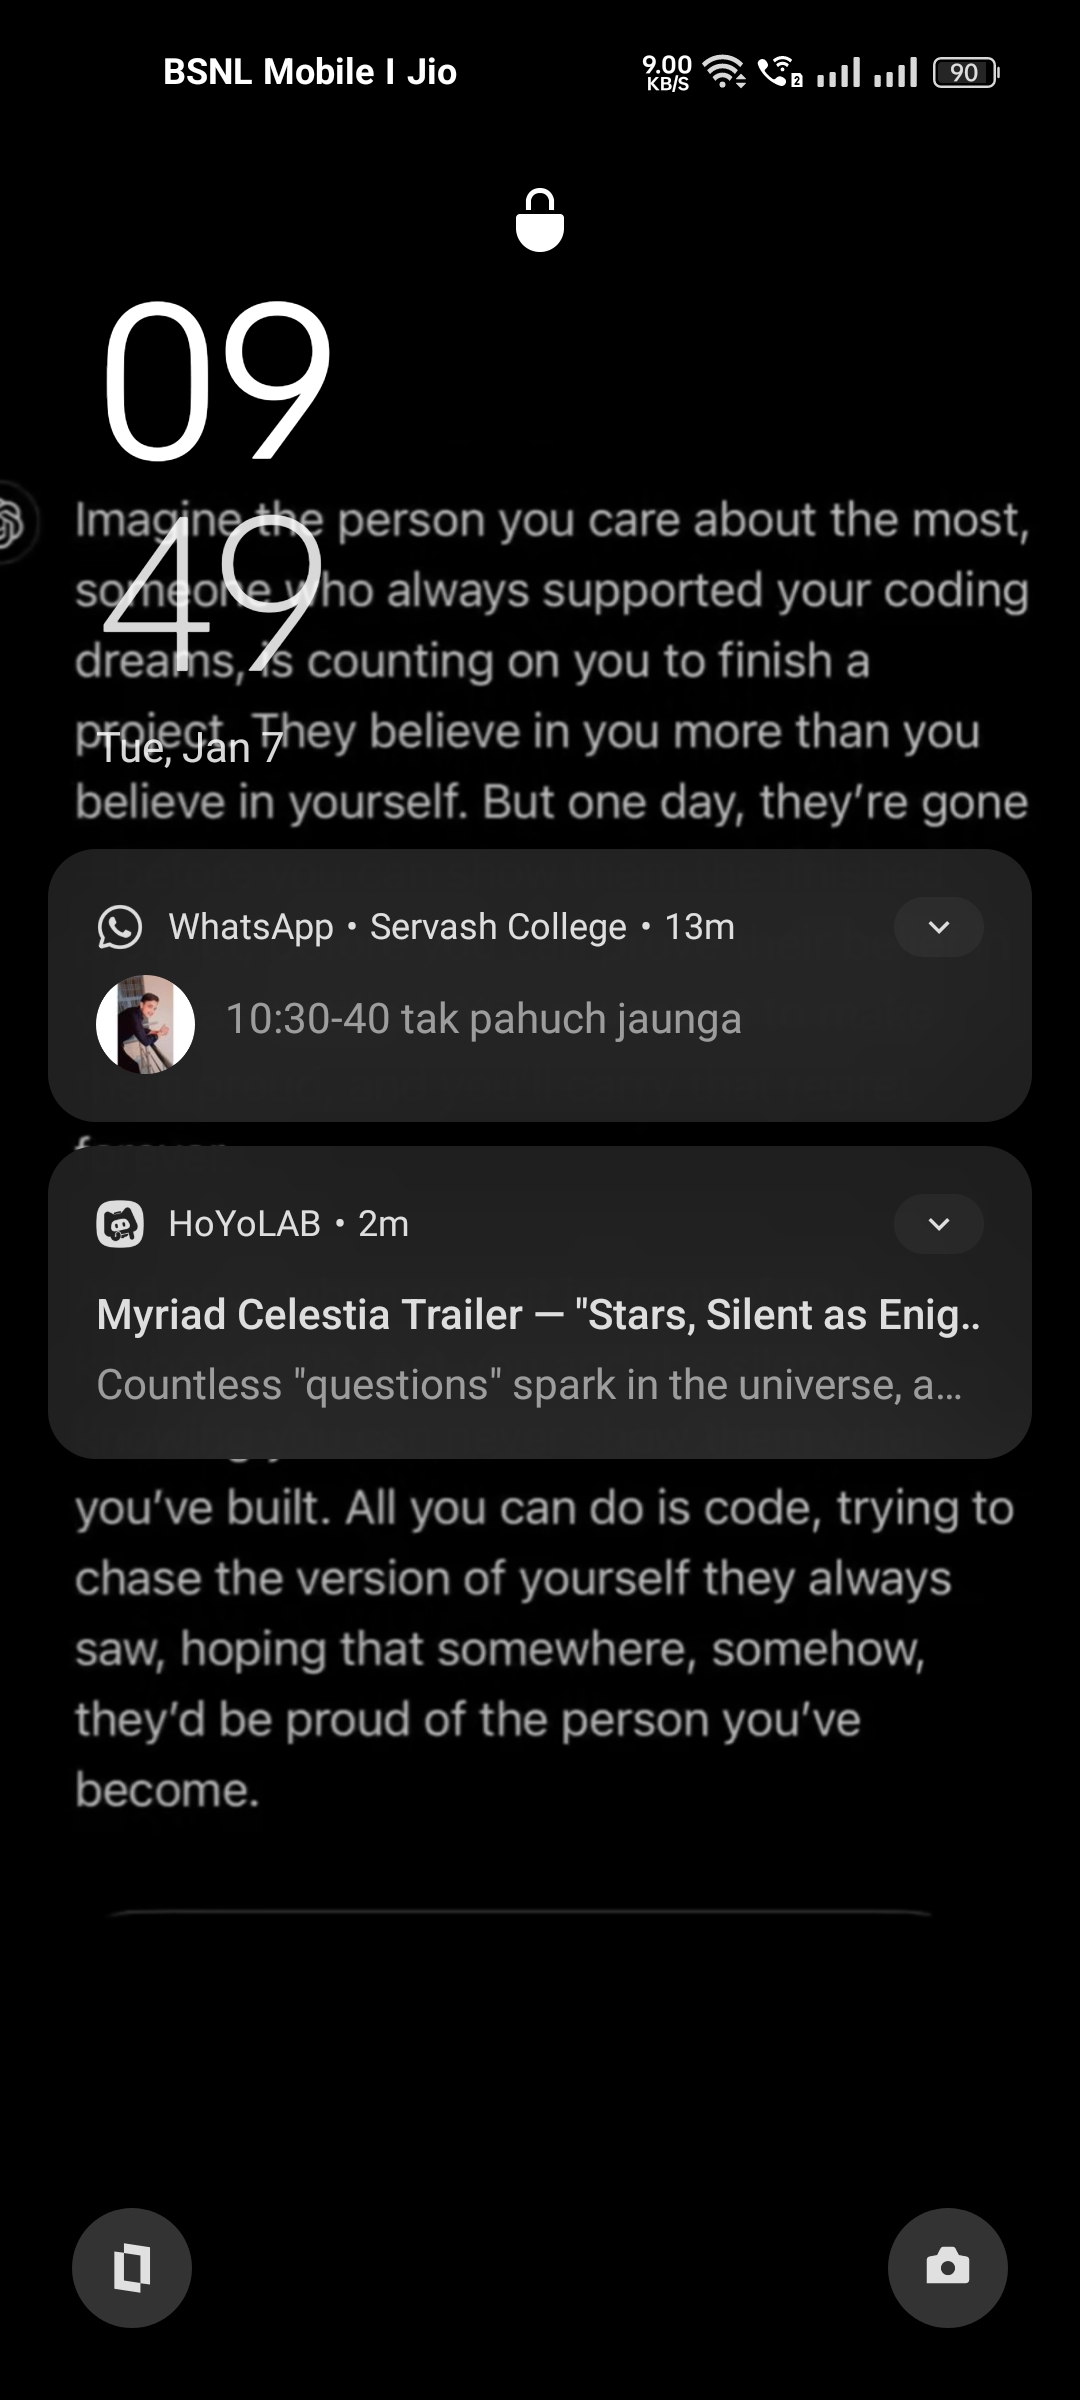 BSNL Mobile I Jio
9.00
KB/S
2
90
09
49
Tue, Jan 7
Imagine the person you care about the most,
someone who always supported your coding
dreams, is counting on you to finish a
project. They believe in you more than you
believe in yourself. But one day, they’re gone
WhatsApp • Servash College • 13m
10:30-40 tak pahuch jaunga
forever.
HoYoLAB • 2m
Myriad Celestia Trailer — "Stars, Silent as Enig..
Countless "questions" spark in the universe, a...
you’ve built. All you can do is code, trying to
chase the version of yourself they always
saw, hoping that somewhere, somehow,
they’d be proud of the person you’ve
become.